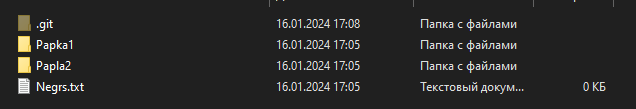 .git 16.01.2024 17:08 Папка с файлами
Papka1 16.01.2024 17:05 Папка с файлами
Papla2 16.01.2024 17:05 Папка с файлами
Negrs.txt 16.01.2024 17:05 Текстовый докум... 0 КБ